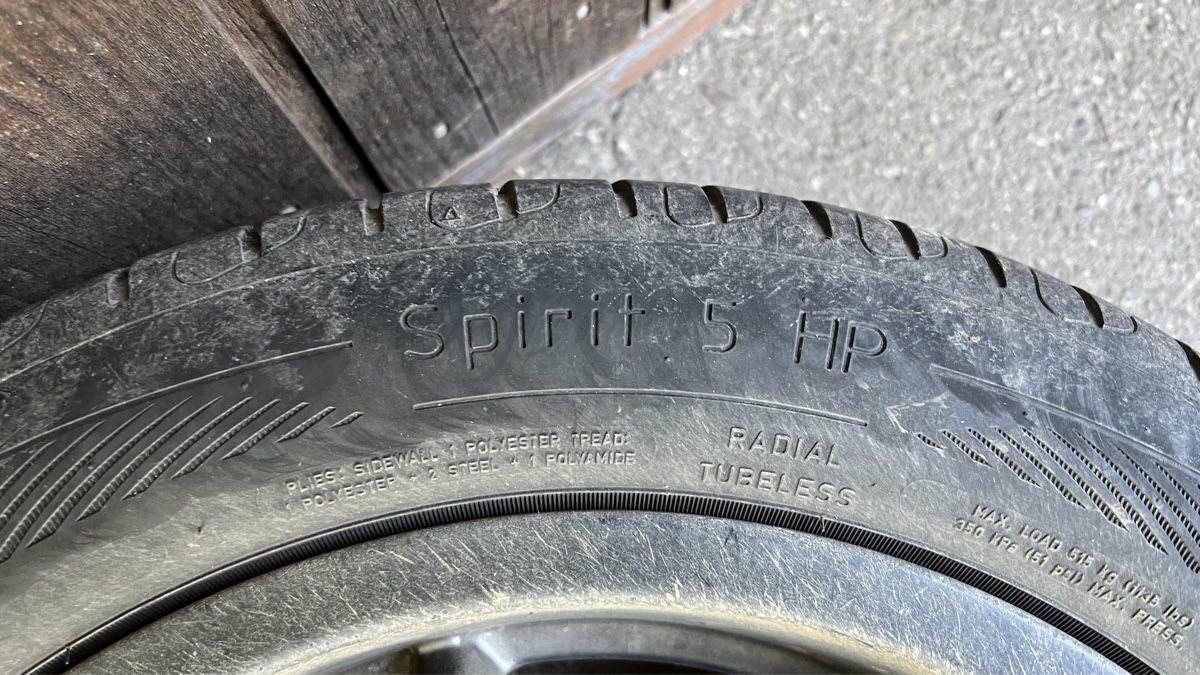 Spirit 5 HP
PLIES: SIDEWALL 1 POLYESTER TREAD:
1 POLYESTER + 2 STEEL + 1 POLYAMIDE
RADIAL
TUBELESS
MAX. LOAD 515 kg (1135 lbs)
350 kPa (51 psi) MAX. PRESS.